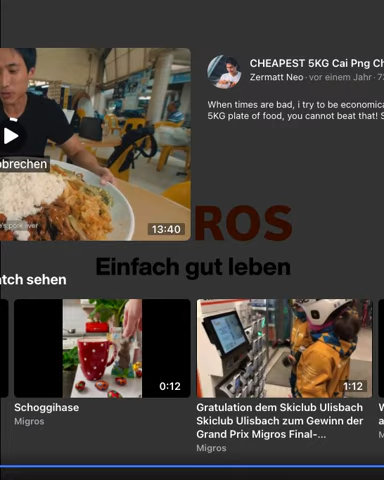 CHEAPEST 5KG Cai Png Ch
Zermatt Neo · vor einem Jahr · 7
When times are bad, i try to be economica
5KG plate of food, you cannot beat that! S
obrechen
13:40
ROS
Einfach gut leben
atch sehen
0:12
1:12
Schoggihase
Migros
Gratulation dem Skiclub Ulisbach
Skiclub Ulisbach zum Gewinn der
Grand Prix Migros Final-...
Migros